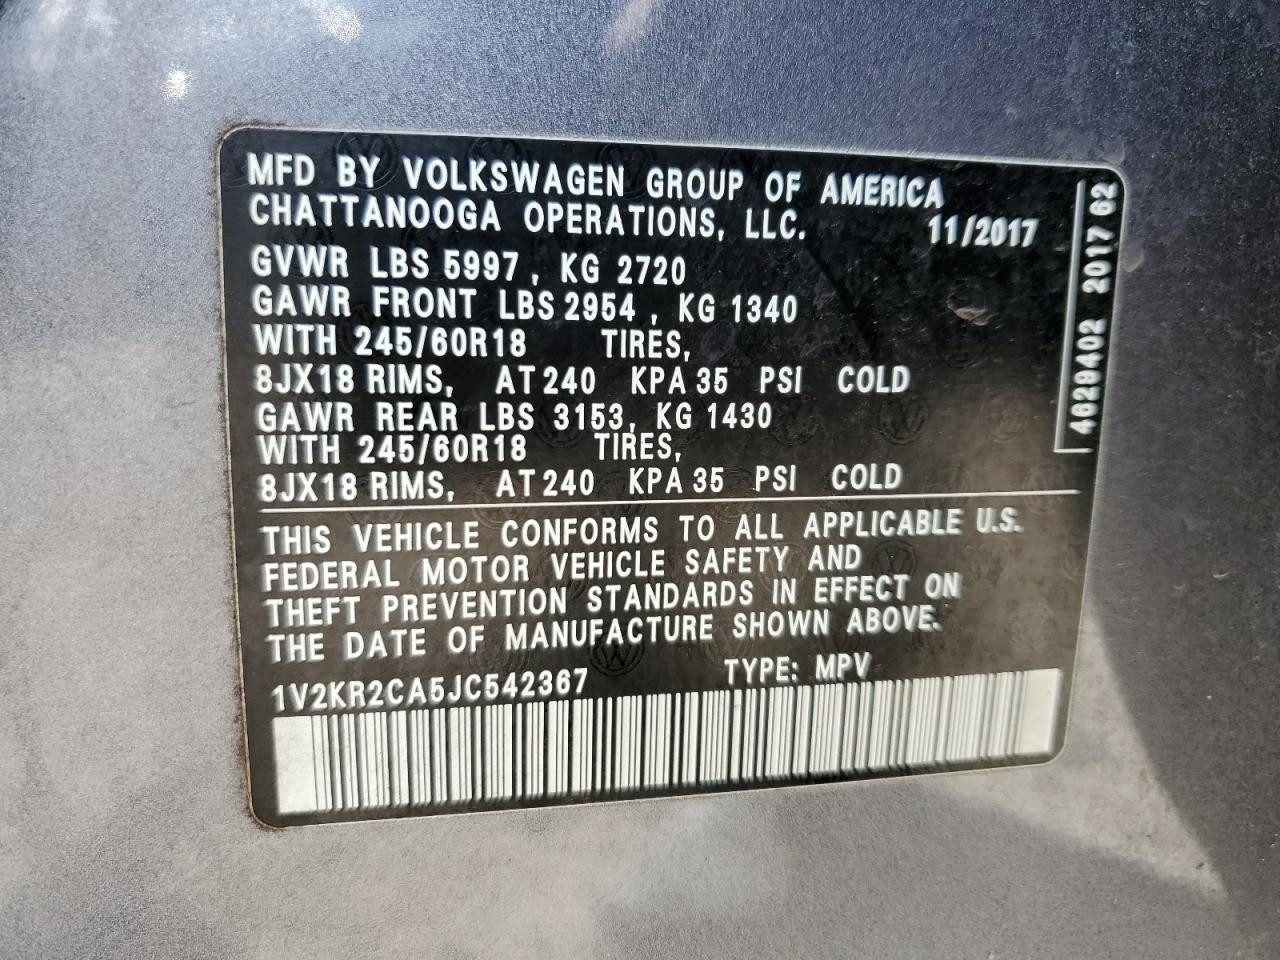 MFD BY VOLKSWAGEN GROUP OF AMERICA
CHATTANOOGA OPERATIONS, LLC. 11/2017
GVWR LBS 5997, KG 2720
GAWR FRONT LBS 2954, KG 1340
WITH 245/60R18 TIRES,
8JX18 RIMS, AT 240 KPA 35 PSI COLD
GAWR REAR LBS 3153, KG 1430
WITH 245/60R18 TIRES,
8JX18 RIMS, AT 240 KPA 35 PSI COLD
THIS VEHICLE CONFORMS TO ALL APPLICABLE U.S.
FEDERAL MOTOR VEHICLE SAFETY AND
THEFT PREVENTION STANDARDS IN EFFECT ON
THE DATE OF MANUFACTURE SHOWN ABOVE.
1V2KR2CA5JC542367 TYPE: MPV
4629402 2017 62